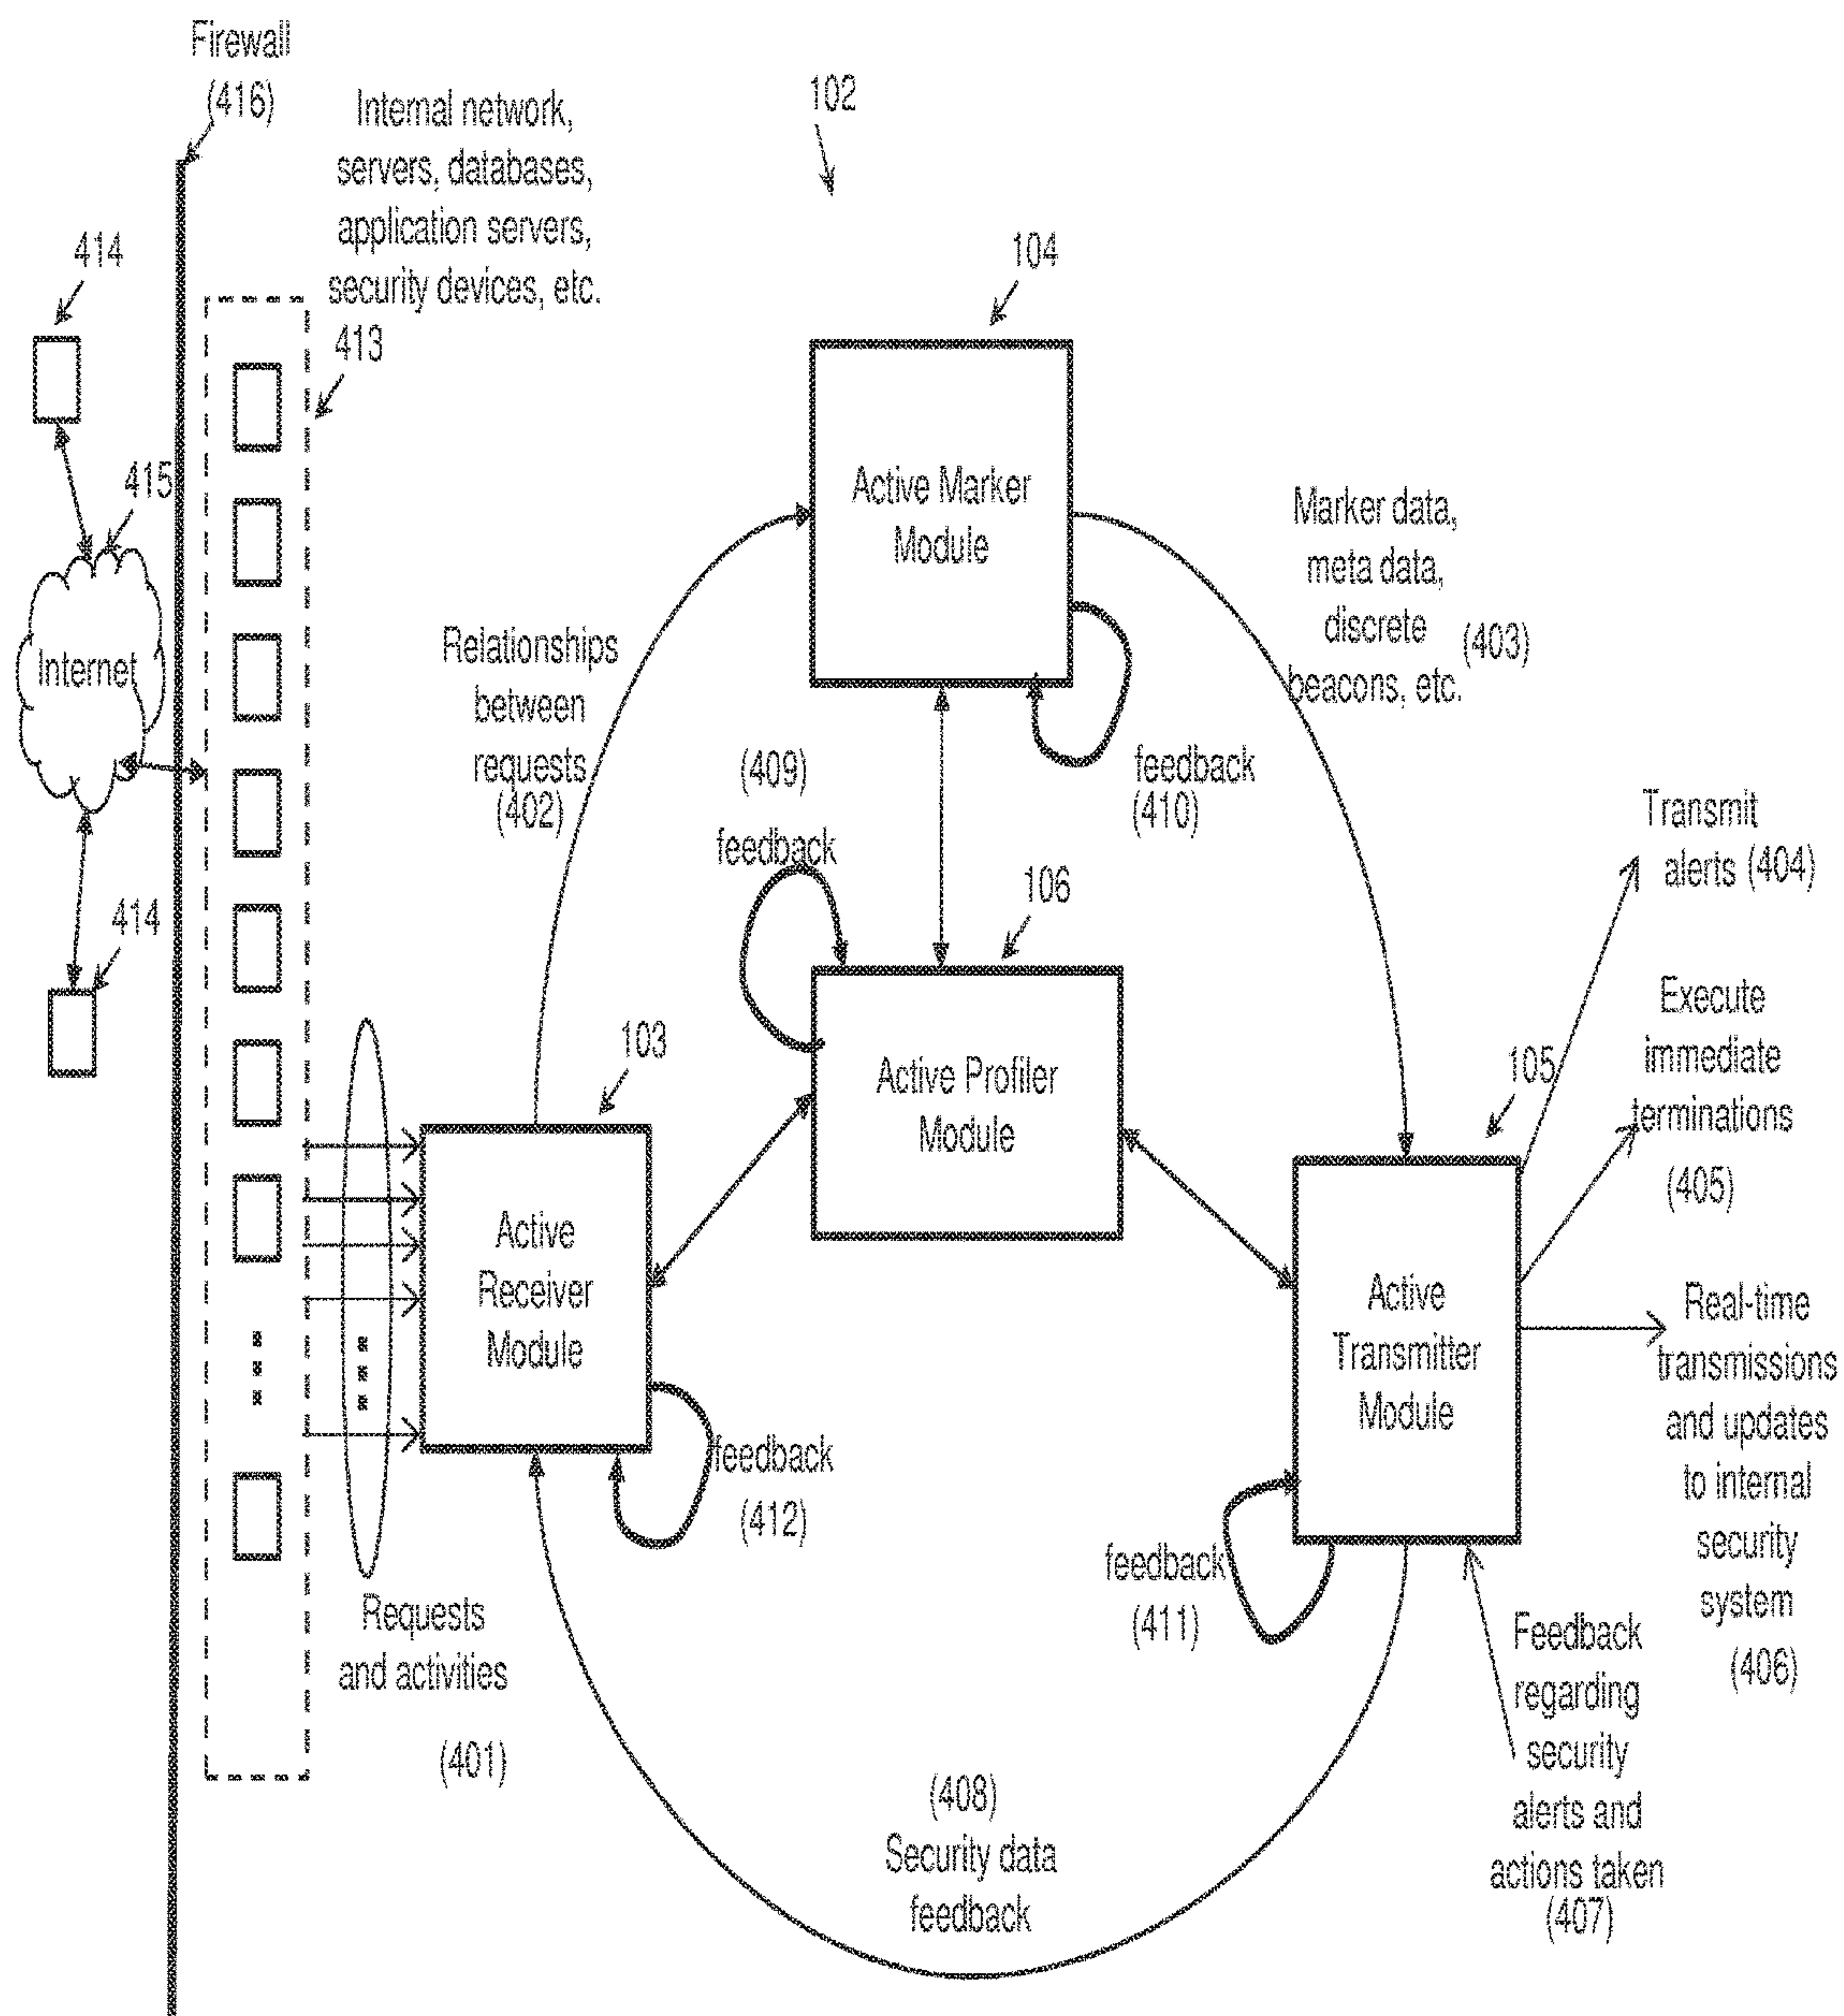 Firewall
(416)
Internal network,
servers, databases,
application servers,
security devices, etc.
413
102
414
415
Internet
414
104
Active Marker
Module
Marker data,
meta data,
discrete
beacons, etc.
(403)
Relationships
between
requests
(402)
(409)
feedback
feedback
(410)
106
Active Profiler
Module
Transmit
alerts (404)
Execute
immediate
terminations
(405)
103
Active
Receiver
Module
105
Active
Transmitter
Module
Real-time
transmissions
and updates
to internal
security
system
(406)
feedback
(412)
feedback
(411)
Requests
and activities
(401)
(408)
Security data
feedback
Feedback
regarding
security
alerts and
actions taken
(407)